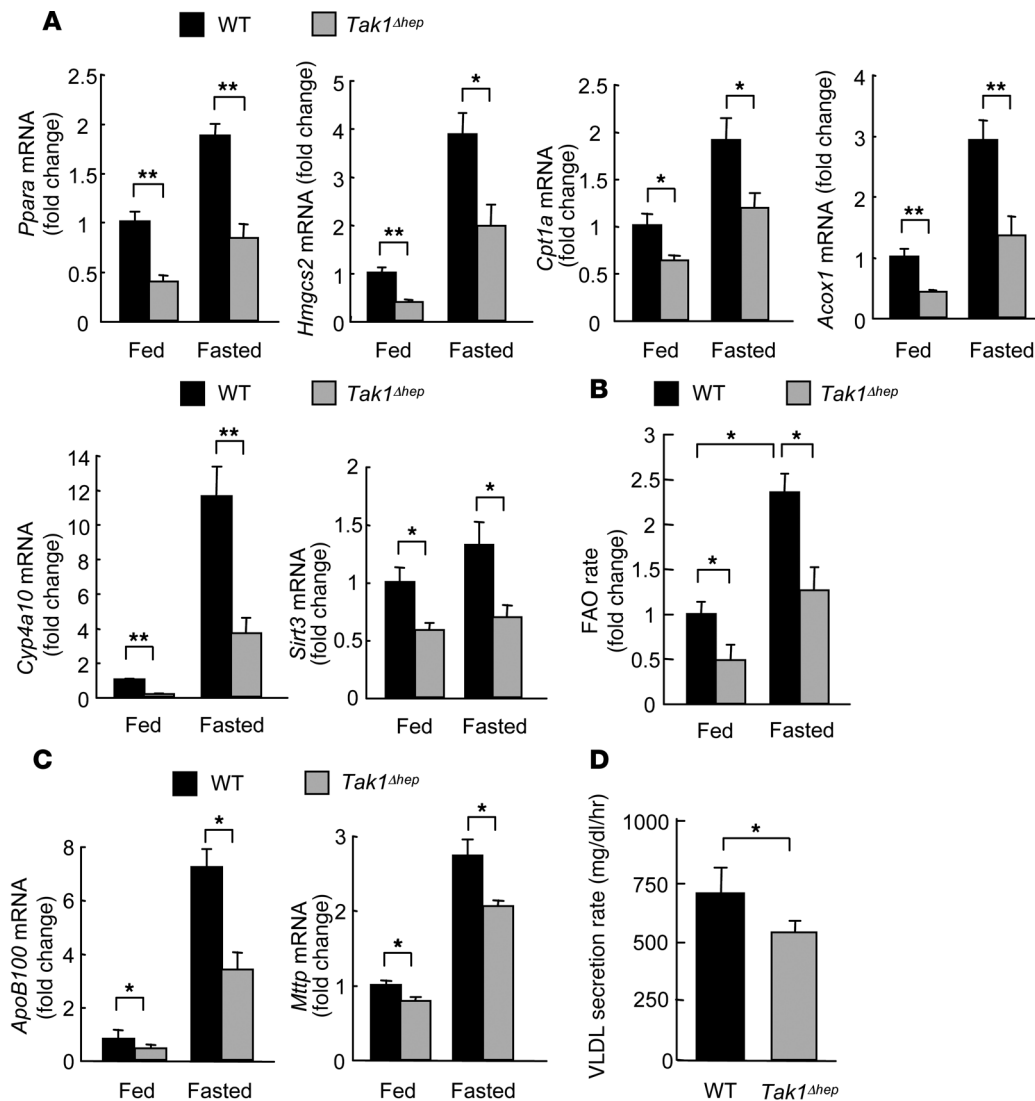 A
WT
Tak1Δhep
Ppara mRNA
(fold change)
2.5
2
1.5
1
0.5
0
**
**
Fed
Fasted
Hmgcs2 mRNA (fold change)
5
4
3
2
1
0
**
*
Fed
Fasted
Cpt1a mRNA
(fold change)
2.5
2
1.5
1
0.5
0
*
*
Fed
Fasted
Acox1 mRNA (fold change)
4
3
2
1
0
**
**
Fed
Fasted
WT
Tak1Δhep
Cyp4a10 mRNA
(fold change)
14
12
10
8
6
4
2
0
**
**
Fed
Fasted
Sirt3 mRNA
(fold change)
2
1.5
1
0.5
0
*
*
Fed
Fasted
B
WT
Tak1Δhep
FAO rate
(fold change)
3
2.5
2
1.5
1
0.5
0
*
*
*
Fed
Fasted
C
WT
Tak1Δhep
ApoB100 mRNA
(fold change)
8
6
4
2
0
*
*
Fed
Fasted
Mttp mRNA
(fold change)
3
2
1
0
*
*
Fed
Fasted
D
VLDL secretion rate (mg/dl/hr)
1000
750
500
250
0
*
WT
Tak1Δhep